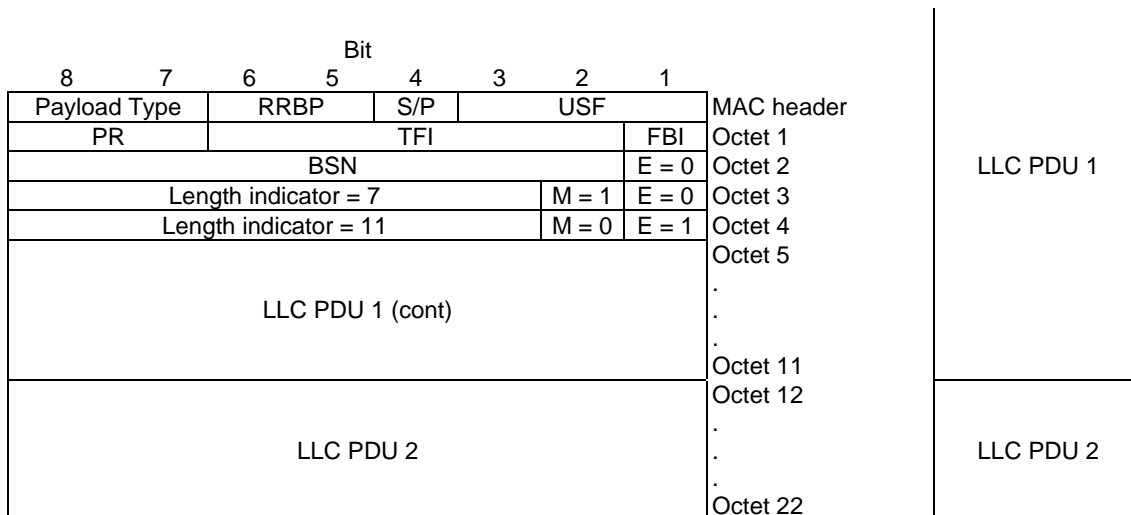 Bit
8 7 6 5 4 3 2 1
Payload Type RRBP S/P USF MAC header
PR TFI FBI Octet 1
BSN E = 0 Octet 2 LLC PDU 1
Length indicator = 7 M = 1 E = 0 Octet 3
Length indicator = 11 M = 0 E = 1 Octet 4
Octet 5
.
LLC PDU 1 (cont) .
.
Octet 11
Octet 12
.
LLC PDU 2 . LLC PDU 2
.
Octet 22